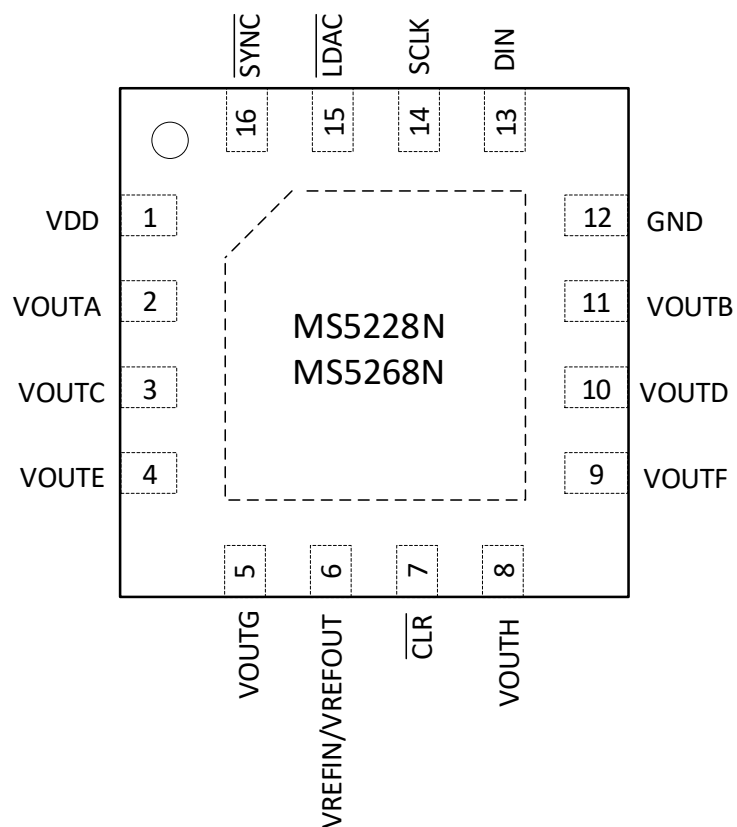 SYNC
LDAC
SCLK
DIN
16
15
14
13
VDD
1
12
GND
VOUTA
2
11
VOUTB
MS5228N
MS5268N
VOUTC
3
10
VOUTD
VOUTE
4
9
VOUTF
5
6
7
8
VOUTG
VREFIN/VREFOUT
CLR
VOUTH